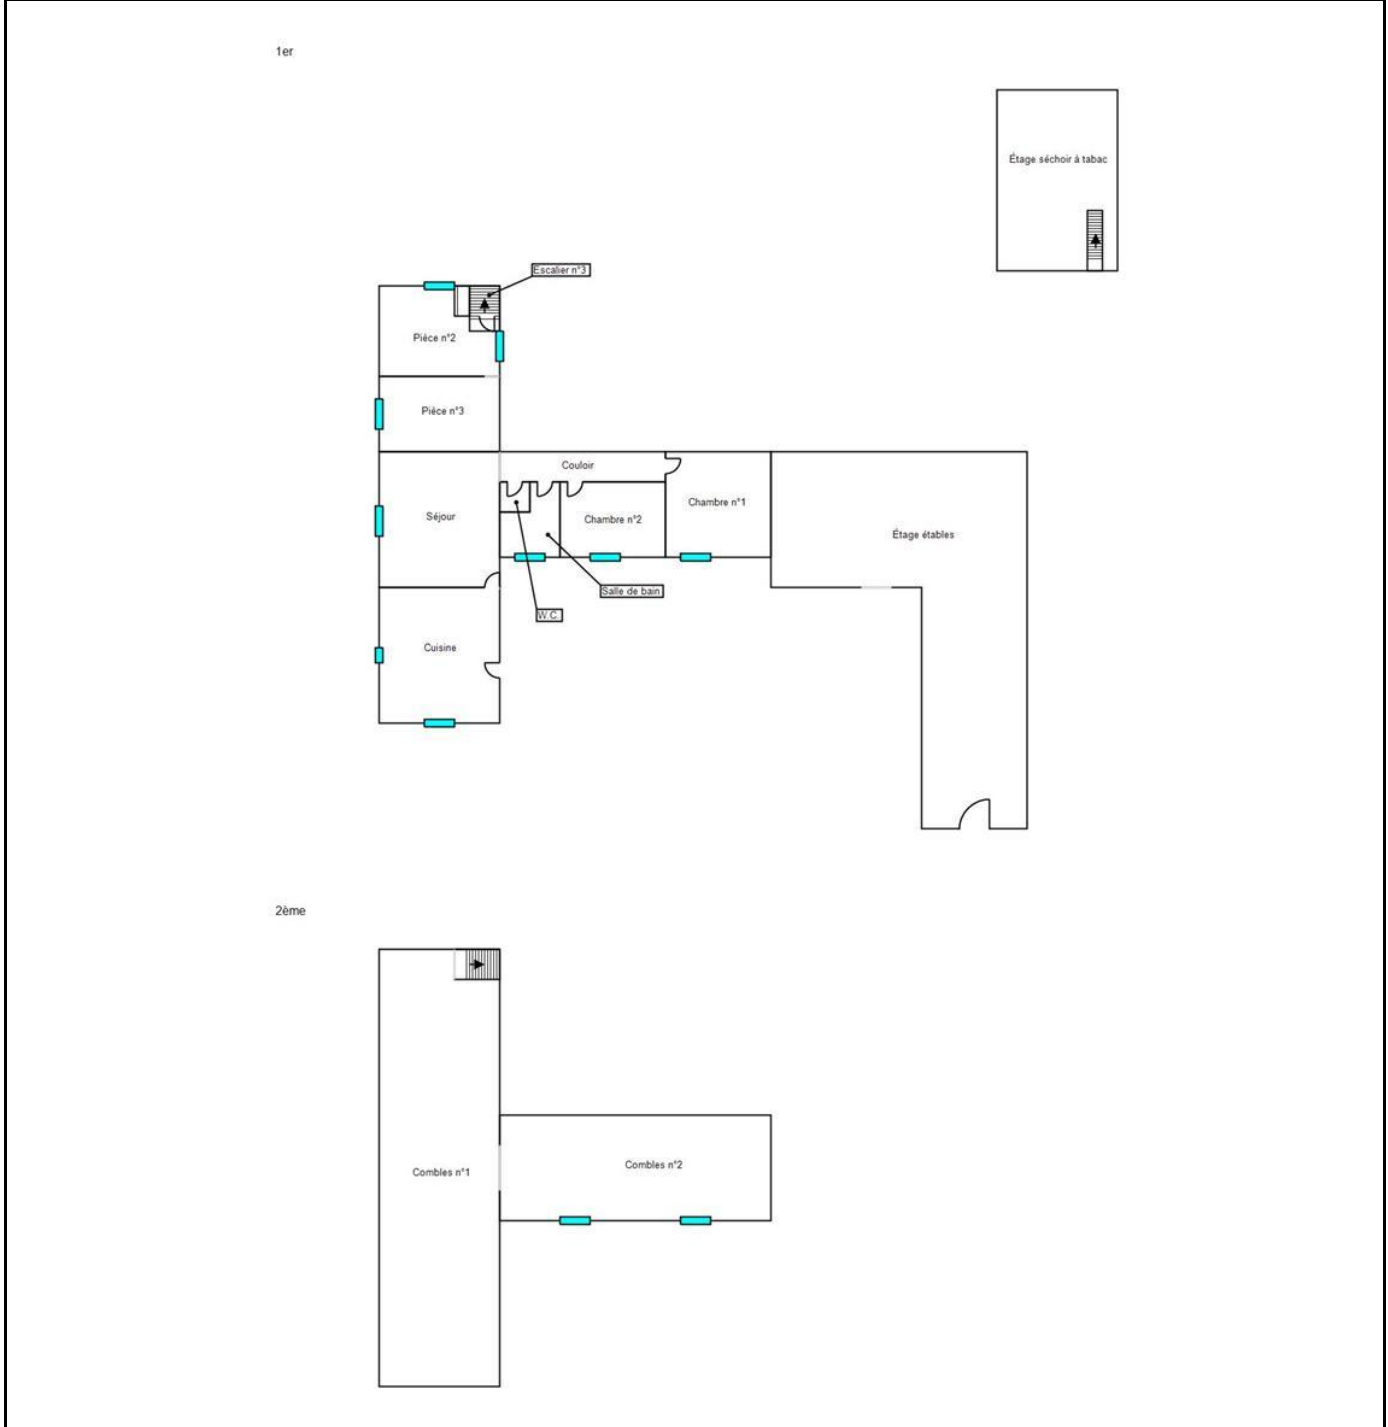 1er
Étage séchoir à tabac
Escalier n°3
Pièce n°2
Pièce n°3
Couloir
Séjour
Chambre n°1
Chambre n°2
Étage étables
Salle de bain
W.C.
Cuisine
2ème
Combles n°1
Combles n°2